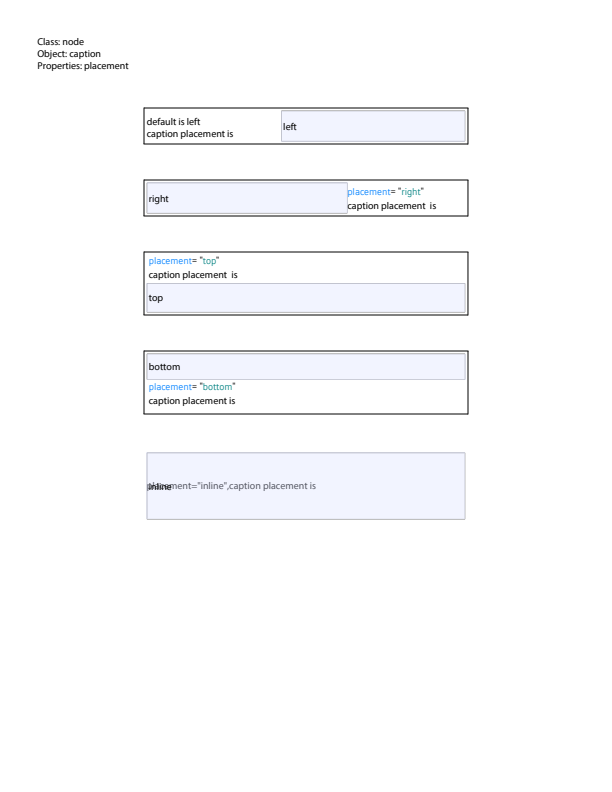 Class: node
Object: caption
Properties: placement
default is left
caption placement is
left
right
placement= "right"
caption placement  is
placement= "top"
caption placement  is
top
bottom
placement= "bottom"
caption placement is
inline
placement="inline",caption placement is